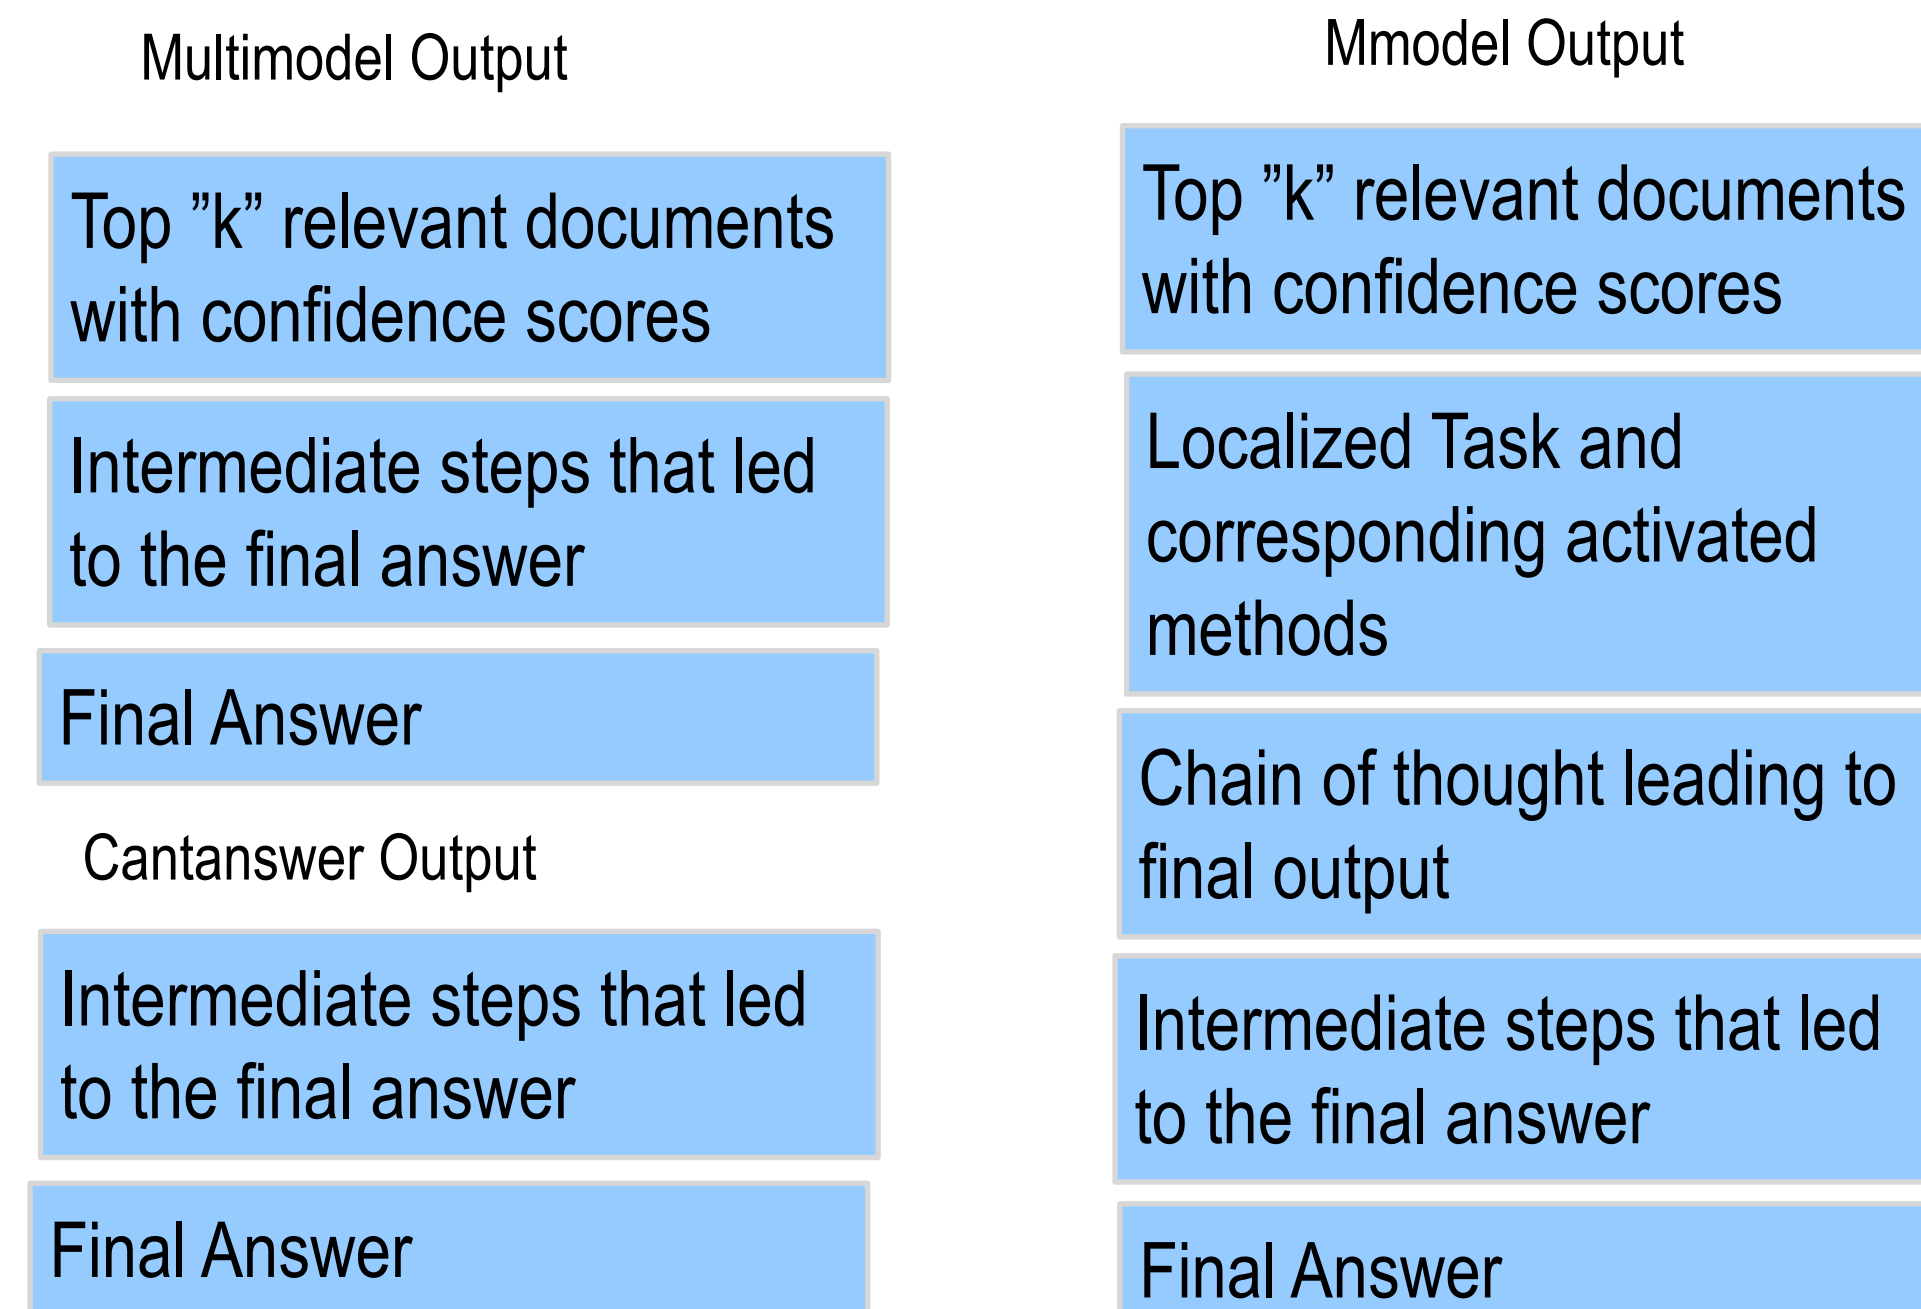 Multimodel Output
Top ”k” relevant documents
with confidence scores
Intermediate steps that led
to the final answer
Final Answer
Cantanswer Output
Intermediate steps that led
to the final answer
Final Answer
Mmodel Output
Top ”k” relevant documents
with confidence scores
Localized Task and
corresponding activated
methods
Chain of thought leading to
final output
Intermediate steps that led
to the final answer
Final Answer